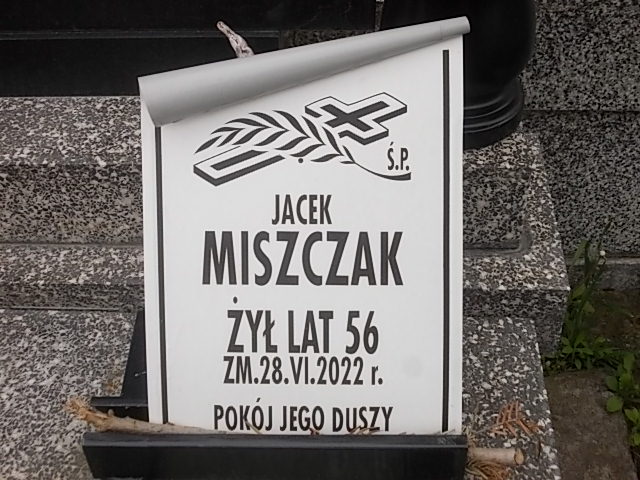 Ś.P.
JACEK
MISZCZAK
ŻYŁ LAT 56
ZM.28.VI.2022 r.
POKÓJ JEGO DUSZY